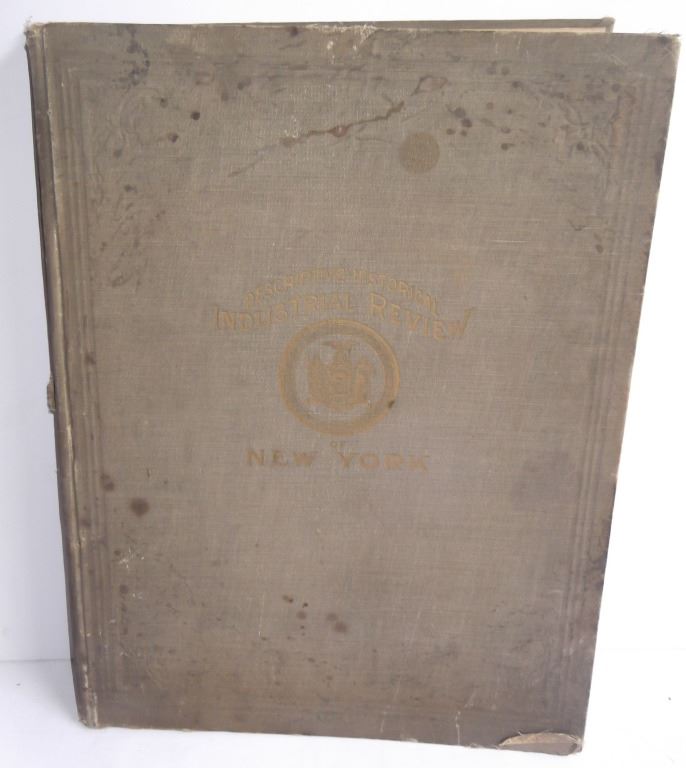 DESCRIPTIVE-HISTORICAL
INDUSTRIAL REVIEW
OF
NEW YORK